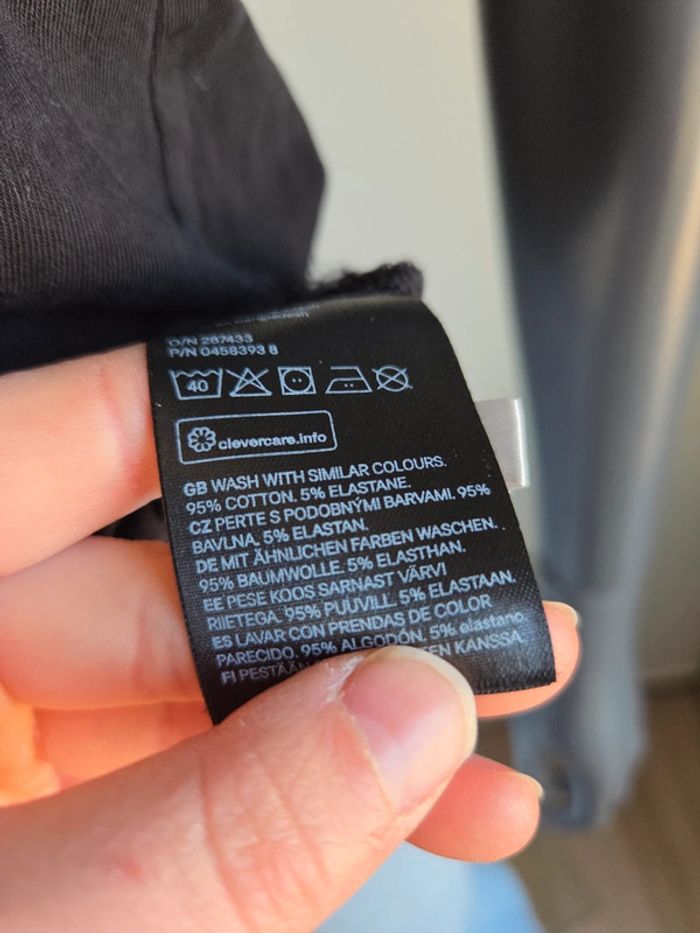 O/N 287433
P/N 0458393 8
40
clevercare.info
GB WASH WITH SIMILAR COLOURS.
95% COTTON. 5% ELASTANE.
CZ PERTE S PODOBNÝMI BARVAMI. 95%
BAVLNA. 5% ELASTAN.
DE MIT ÄHNLICHEN FARBEN WASCHEN.
95% BAUMWOLLE. 5% ELASTHAN.
EE PESE KOOS SARNAST VÄRVI
RIIETEGA. 95% PUUVILL. 5% ELASTAAN.
ES LAVAR CON PRENDAS DE COLOR
PARECIDO. 95% ALGODÓN. 5% elastano
FI KANSSA